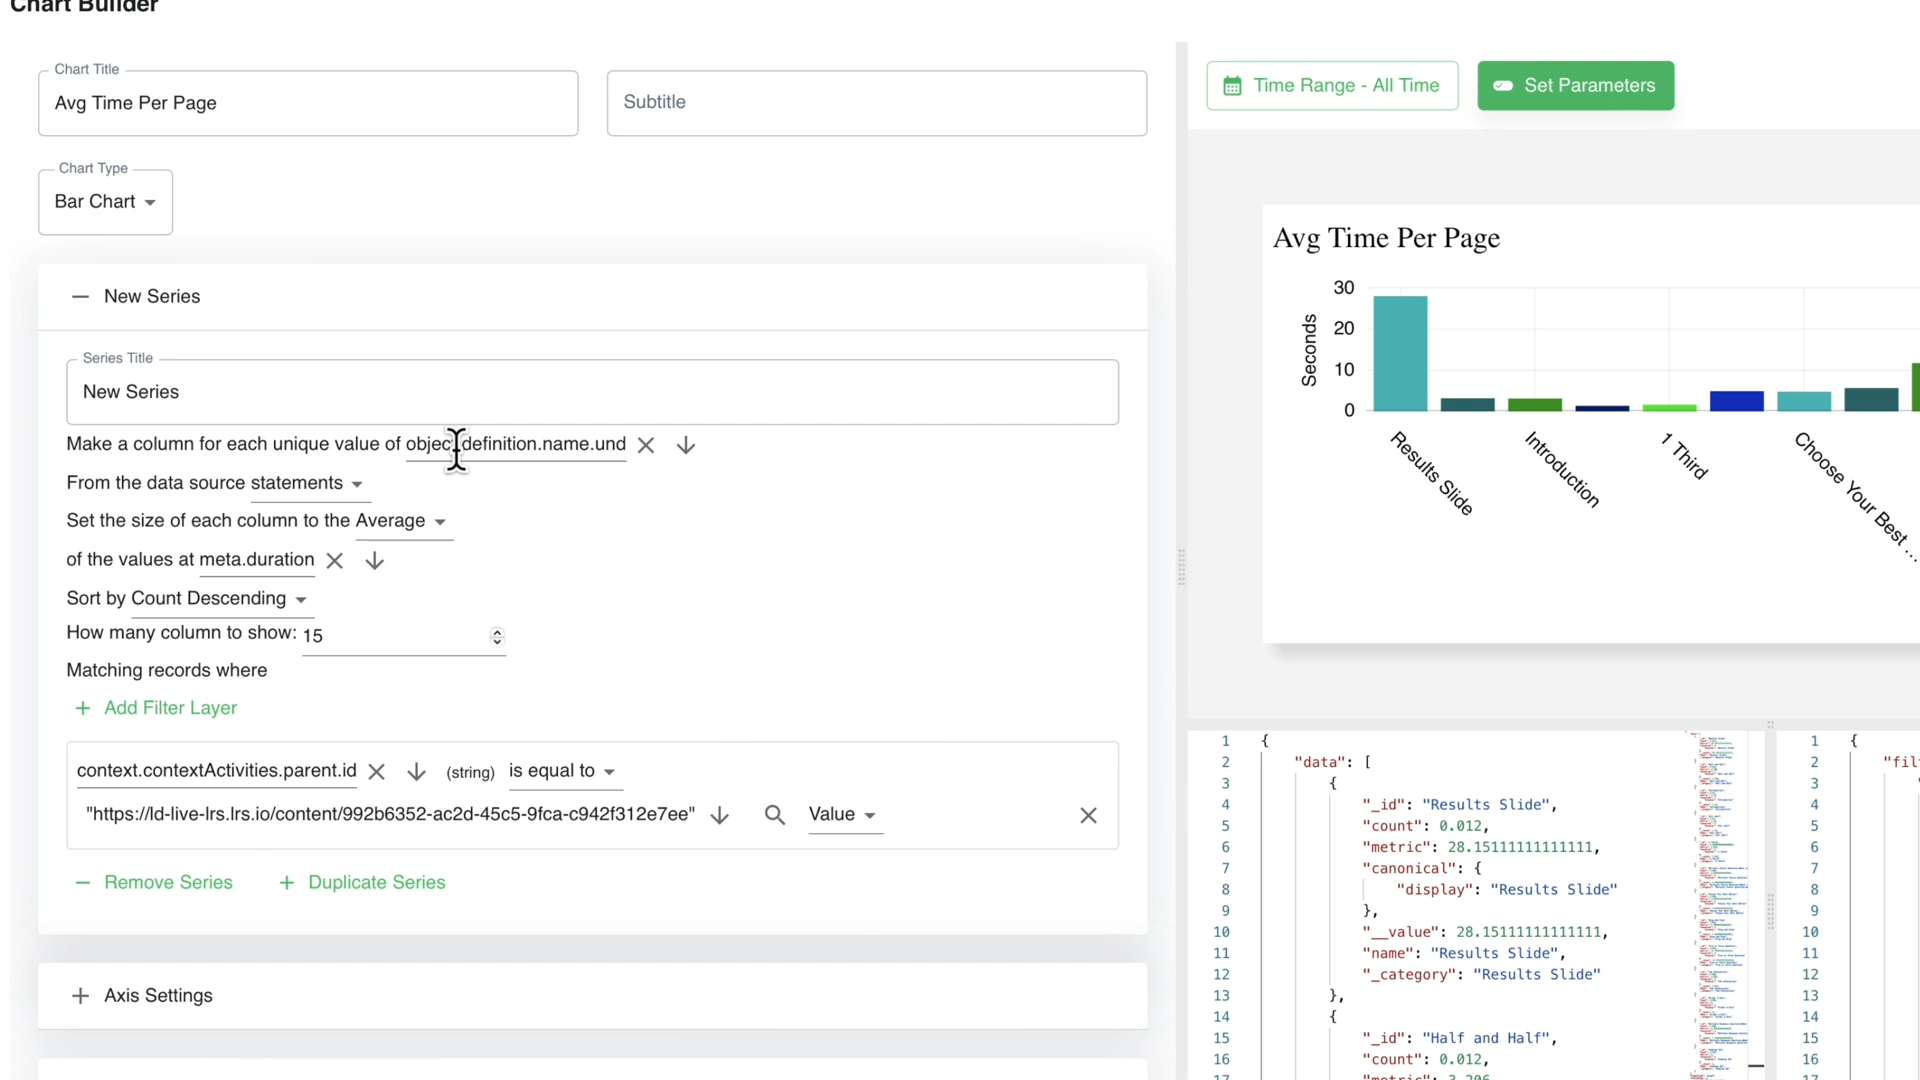 Chart Builder
Chart Title
Avg Time Per Page
Subtitle
Chart Type
Bar Chart
New Series
Series Title
New Series
Make a column for each unique value of object.definition.name.und
From the data source statements
Set the size of each column to the Average
of the values at meta.duration
Sort by Count Descending
How many column to show: 15
Matching records where
+ Add Filter Layer
context.contextActivities.parent.id (string) is equal to
"https://ld-live-lrs.lrs.io/content/992b6352-ac2d-45c5-9fca-c942f312e7ee" Value
Remove Series + Duplicate Series
+ Axis Settings
Time Range - All Time
Set Parameters
Avg Time Per Page
30
20
10
0
Seconds
Results Slide
Introduction
1 Third
Choose Your Best ...
1 {
2 "data": [
3 {
4 "_id": "Results Slide",
5 "count": 0.012,
6 "metric": 28.15111111111111,
7 "canonical": {
8 "display": "Results Slide"
9 },
10 "__value": 28.15111111111111,
11 "name": "Results Slide",
12 "_category": "Results Slide"
13 },
14 {
15 "_id": "Half and Half",
16 "count": 0.012,
17 "metric": 3.206
1 {
2 "fil
3
4
5
6
7
8
9
10
11
12
13
14
15
16
17